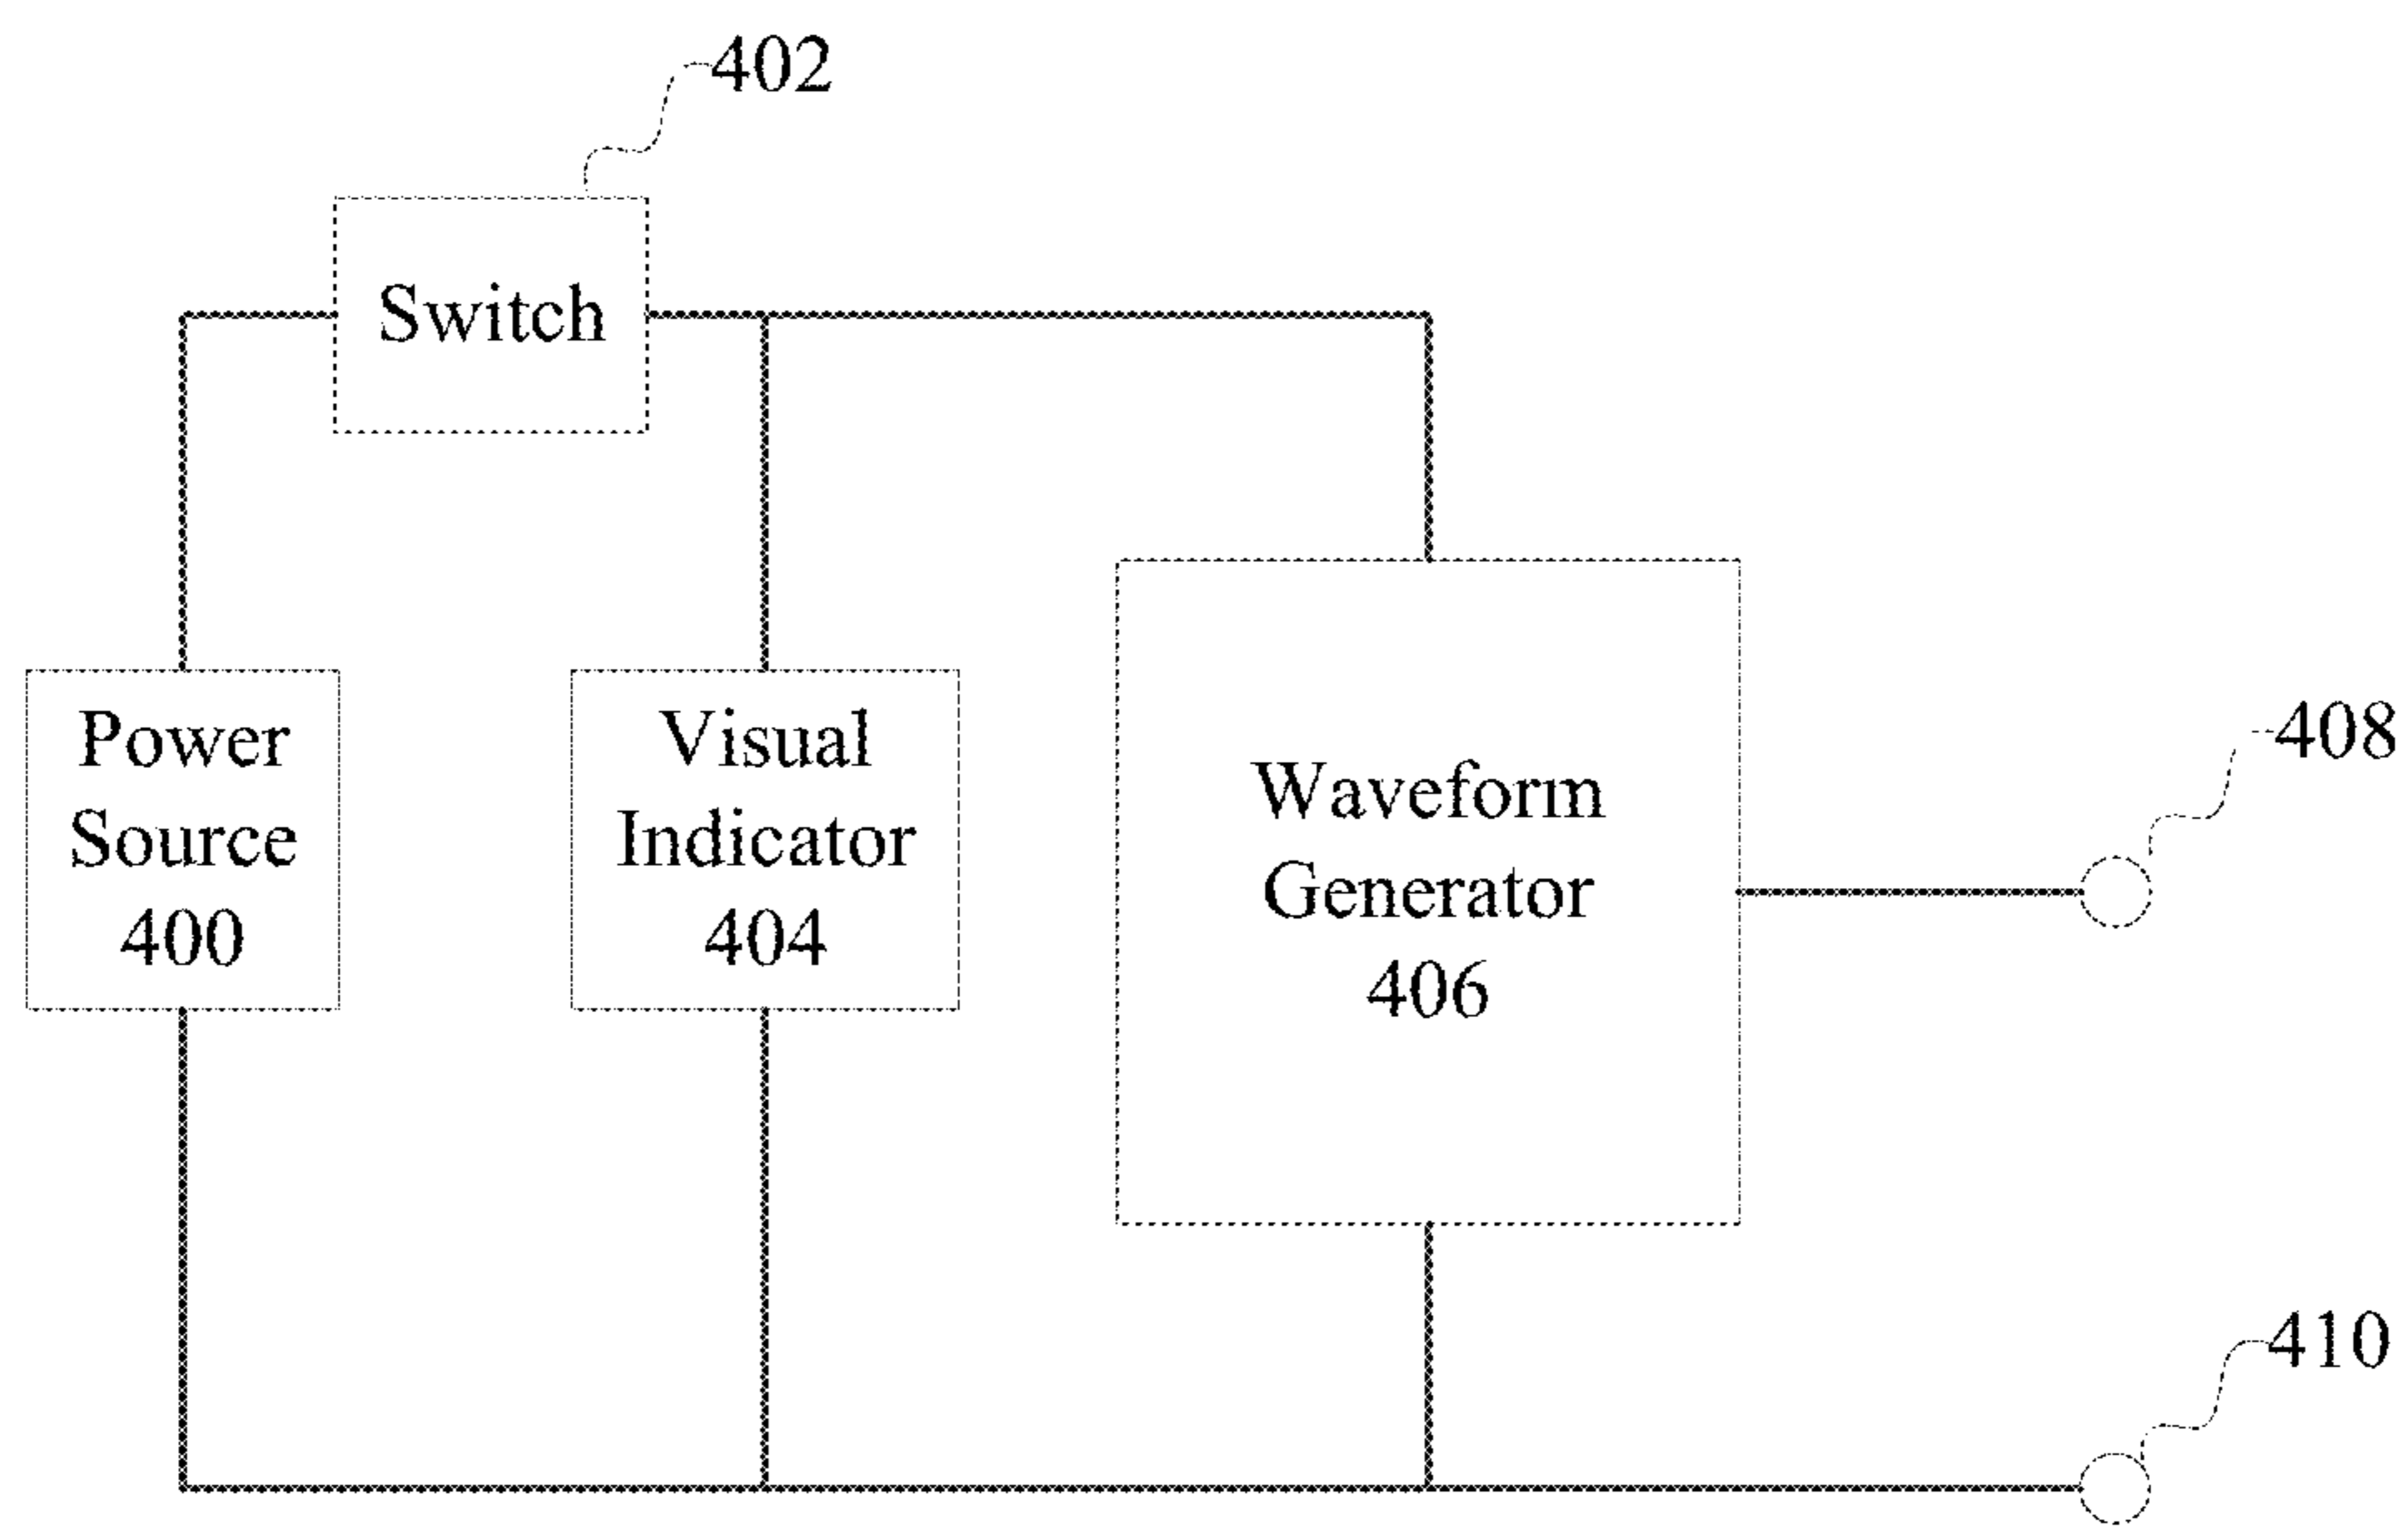 402
Switch
Power
Source
400
Visual
Indicator
404
Waveform
Generator
406
408
410